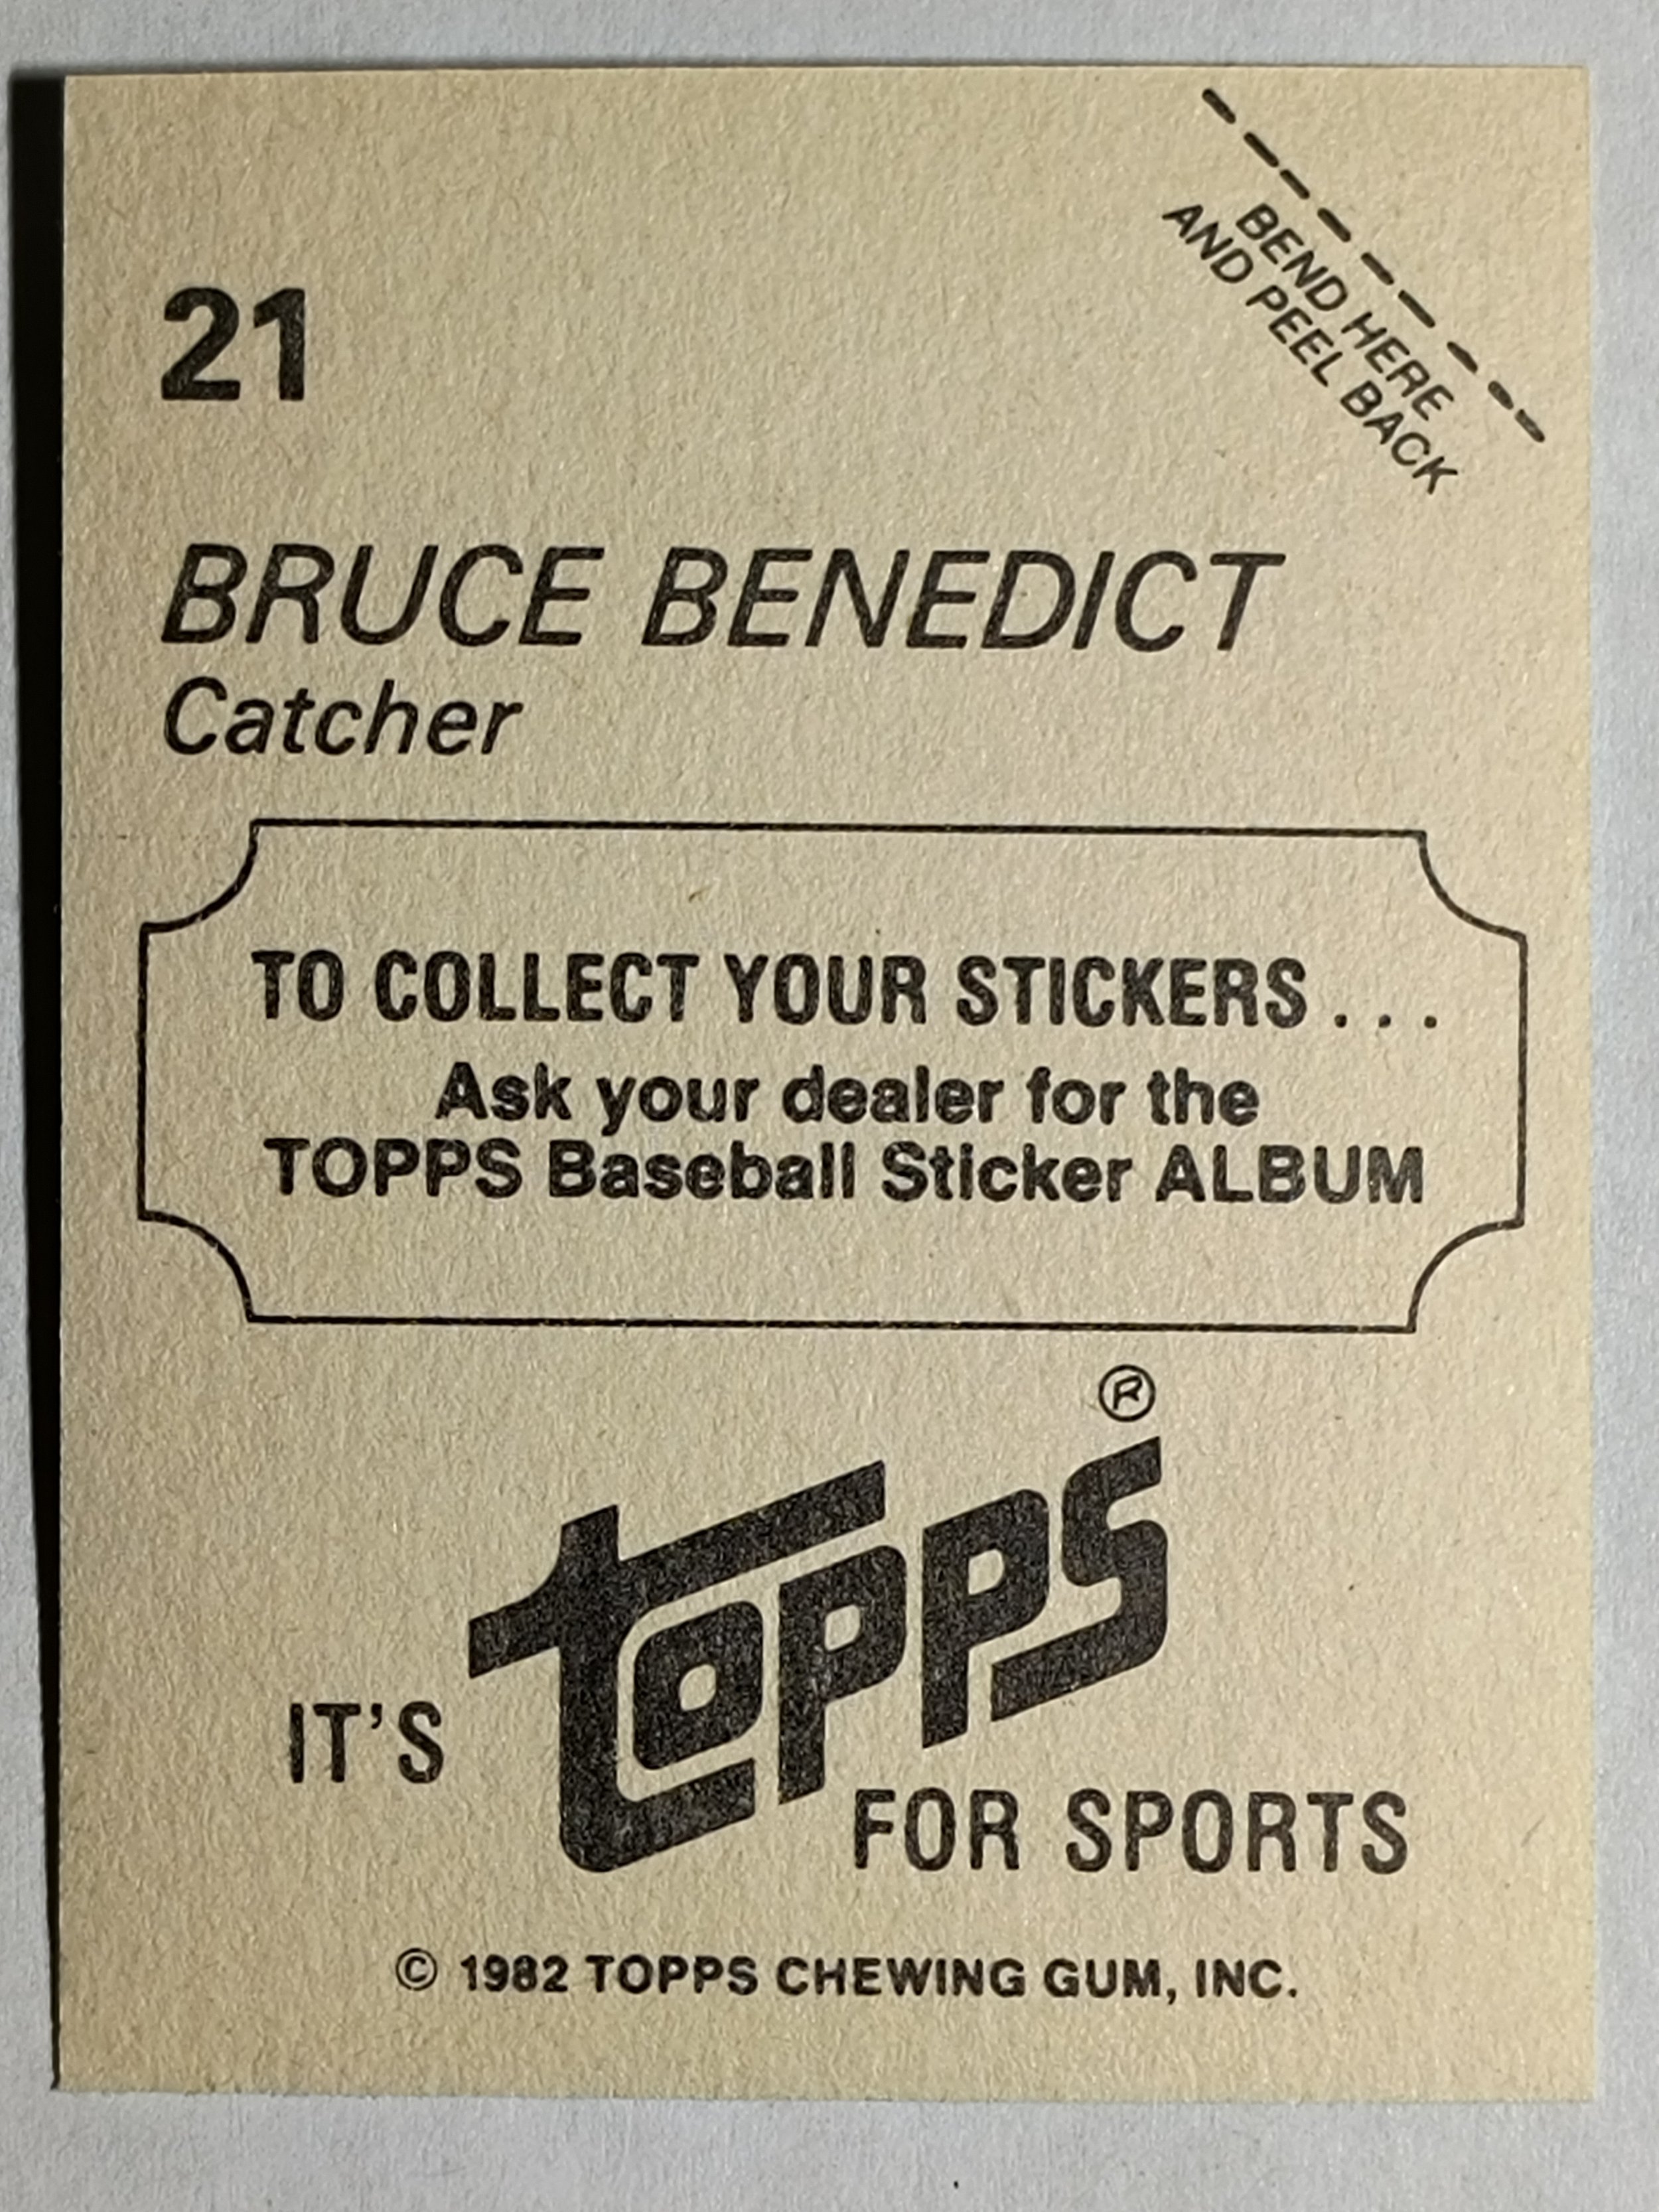 BEND HERE
AND PEEL BACK
21
BRUCE BENEDICT
Catcher
TO COLLECT YOUR STICKERS . . .
Ask your dealer for the
TOPPS Baseball Sticker ALBUM
IT'S
TOPPS®
FOR SPORTS
© 1982 TOPPS CHEWING GUM, INC.